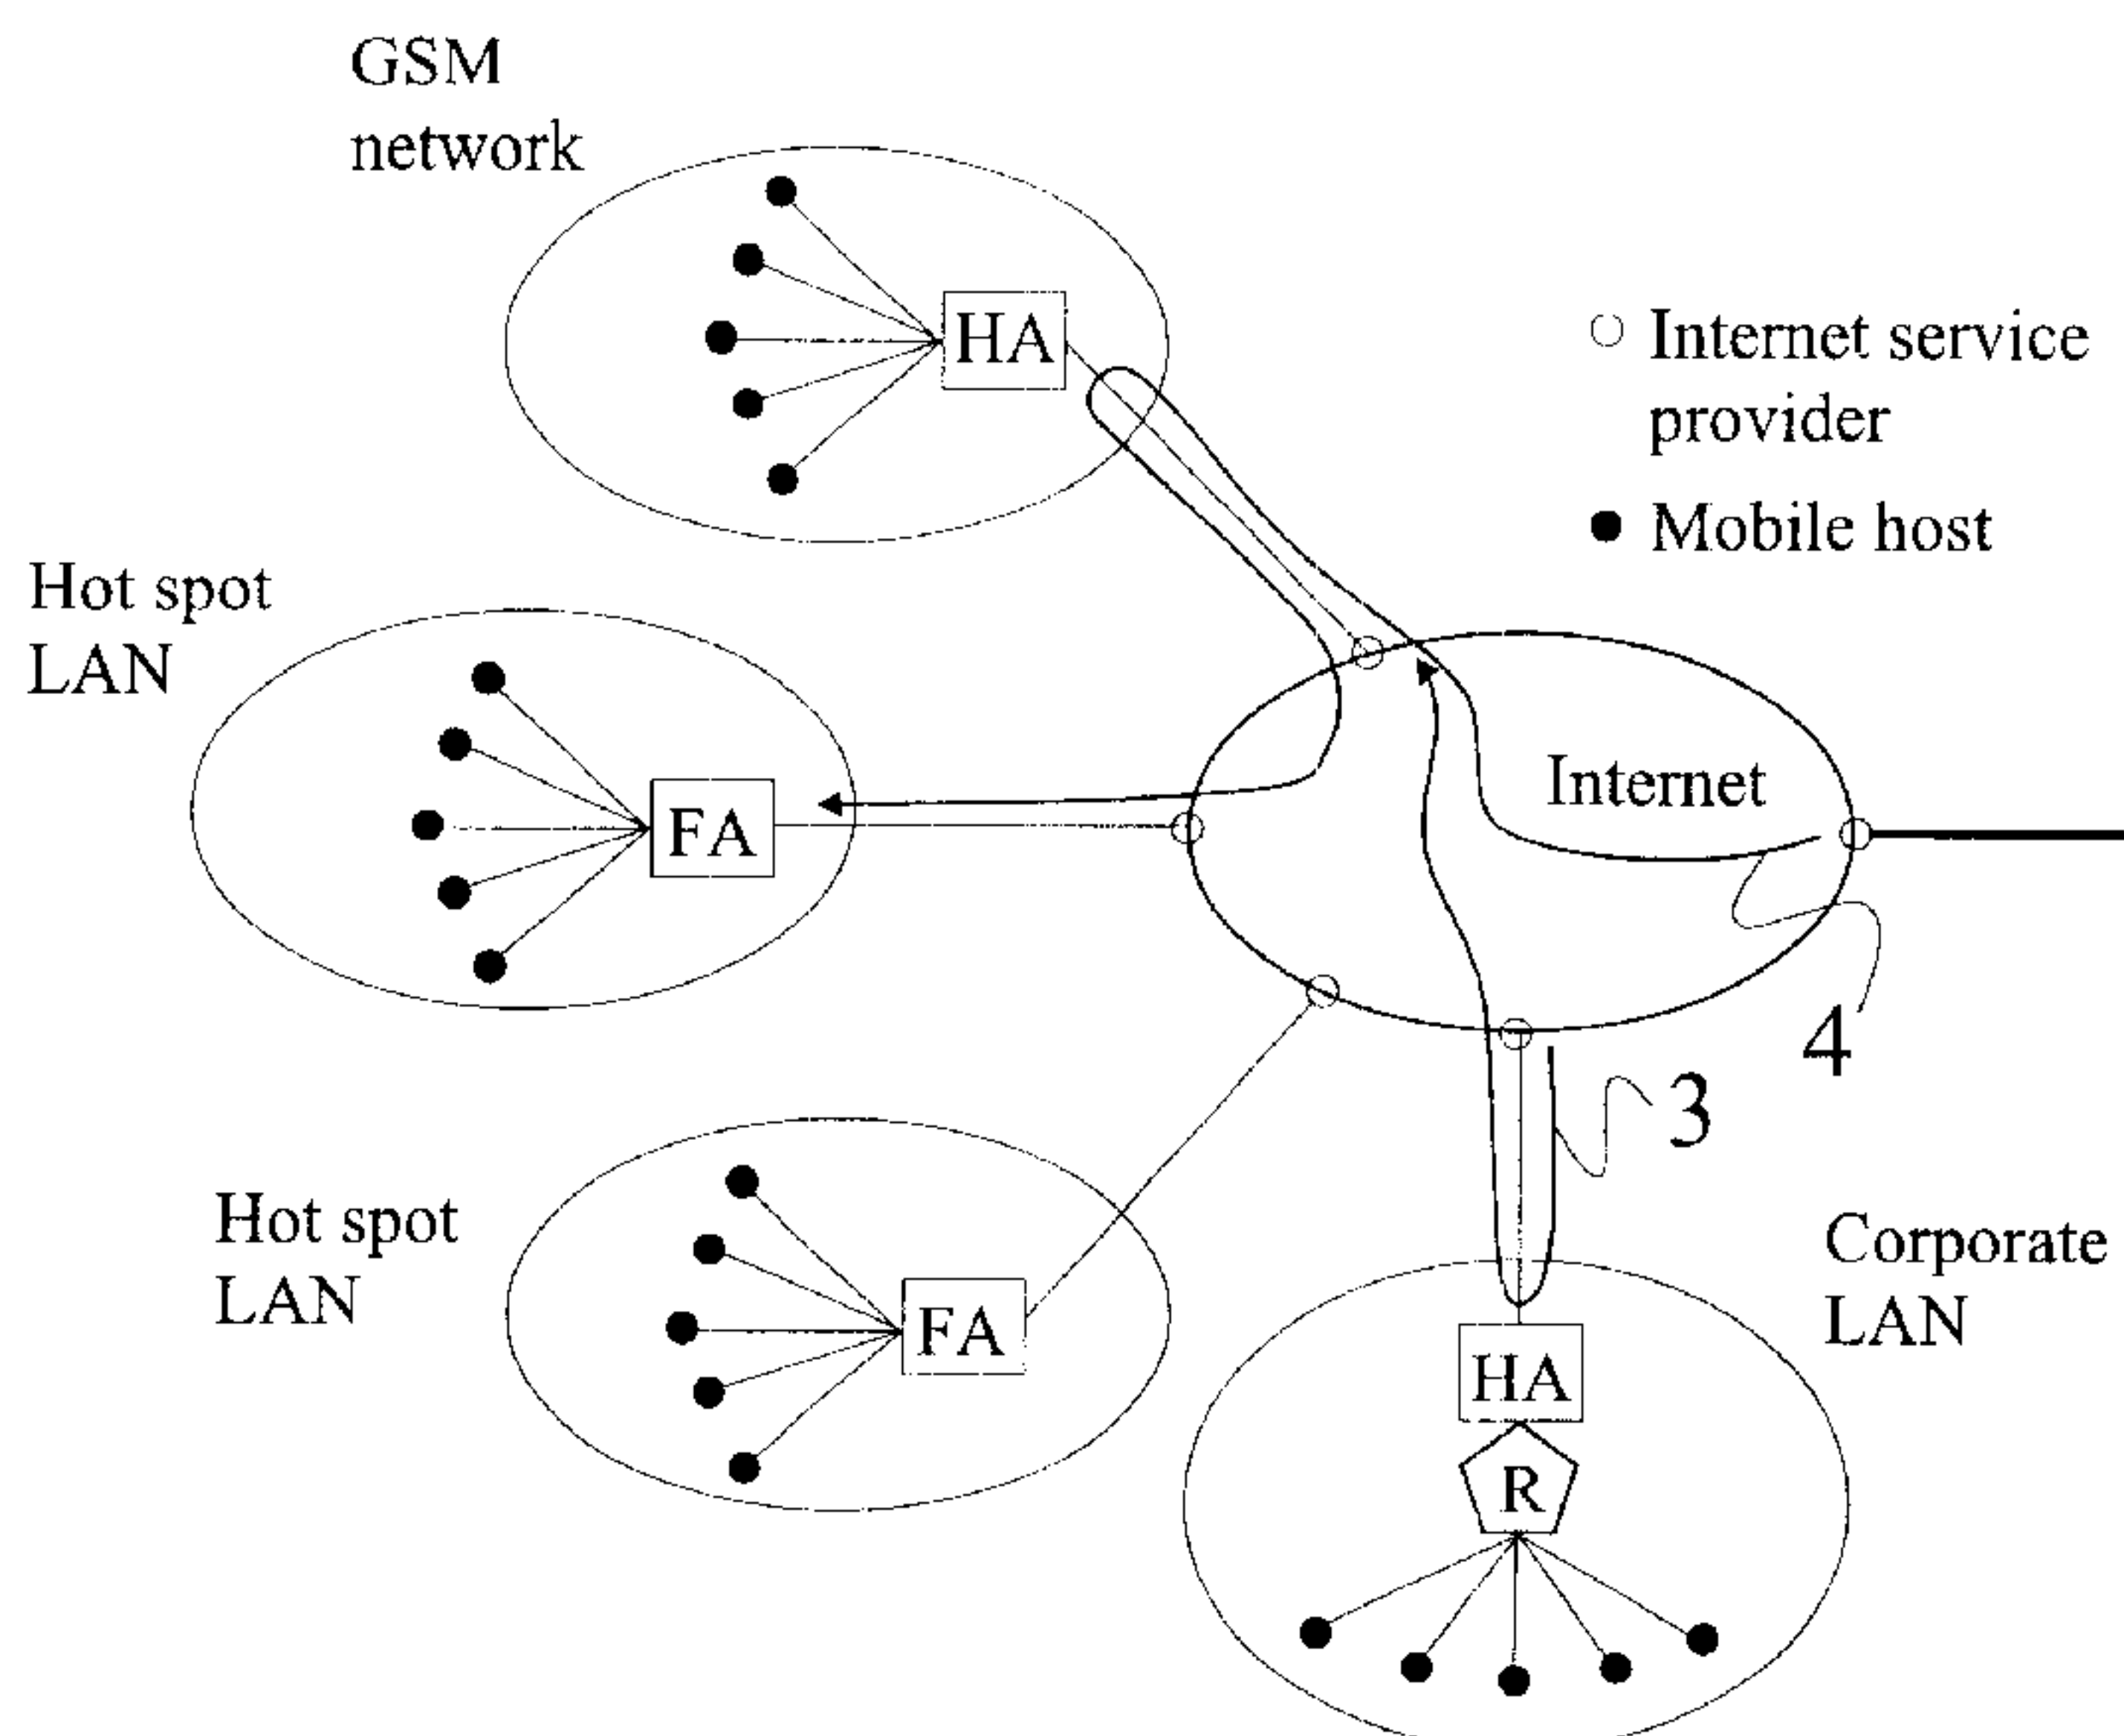 GSM
network
HA
Internet service
provider
Mobile host
Hot spot
LAN
FA
Internet
4
3
Hot spot
LAN
FA
Corporate
LAN
HA
R